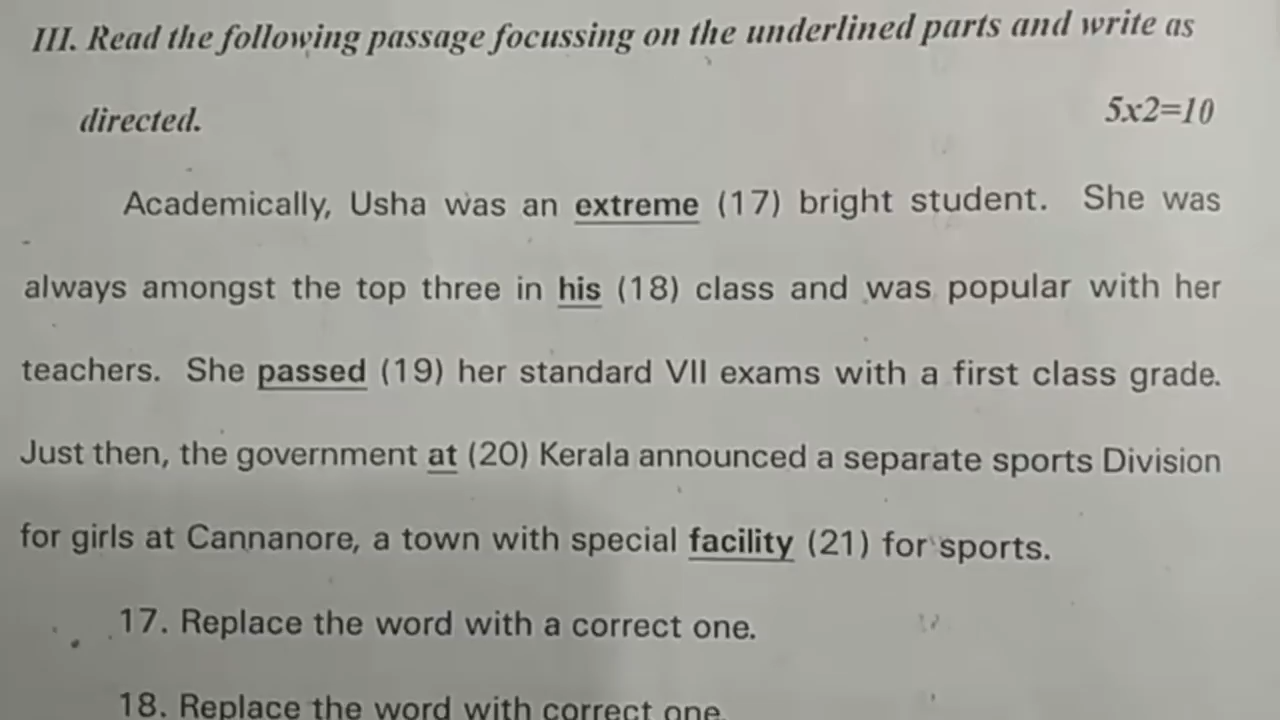 III. Read the following passage focussing on the underlined parts and write as
directed. 5x2=10
Academically, Usha was an extreme (17) bright student. She was
always amongst the top three in his (18) class and was popular with her
teachers. She passed (19) her standard VII exams with a first class grade.
Just then, the government at (20) Kerala announced a separate sports Division
for girls at Cannanore, a town with special facility (21) for sports.
17. Replace the word with a correct one.
18. Replace the word with correct one.